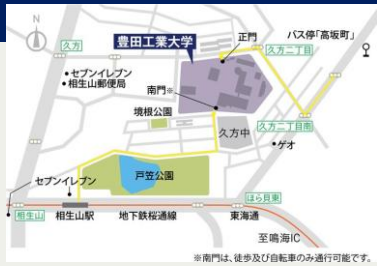 N
豊田工業大学
正門
バス停「高坂町」
久方
久方二丁目
セブンイレブン
相生山郵便局
南門※
境根公園
久方中
久方二丁目南
ゲオ
セブンイレブン
戸笠公園
ほら貝東
相生山
相生山駅
地下鉄桜通線
東海通
至鳴海IC
※南門は、徒歩及び自転車のみ通行可能です。